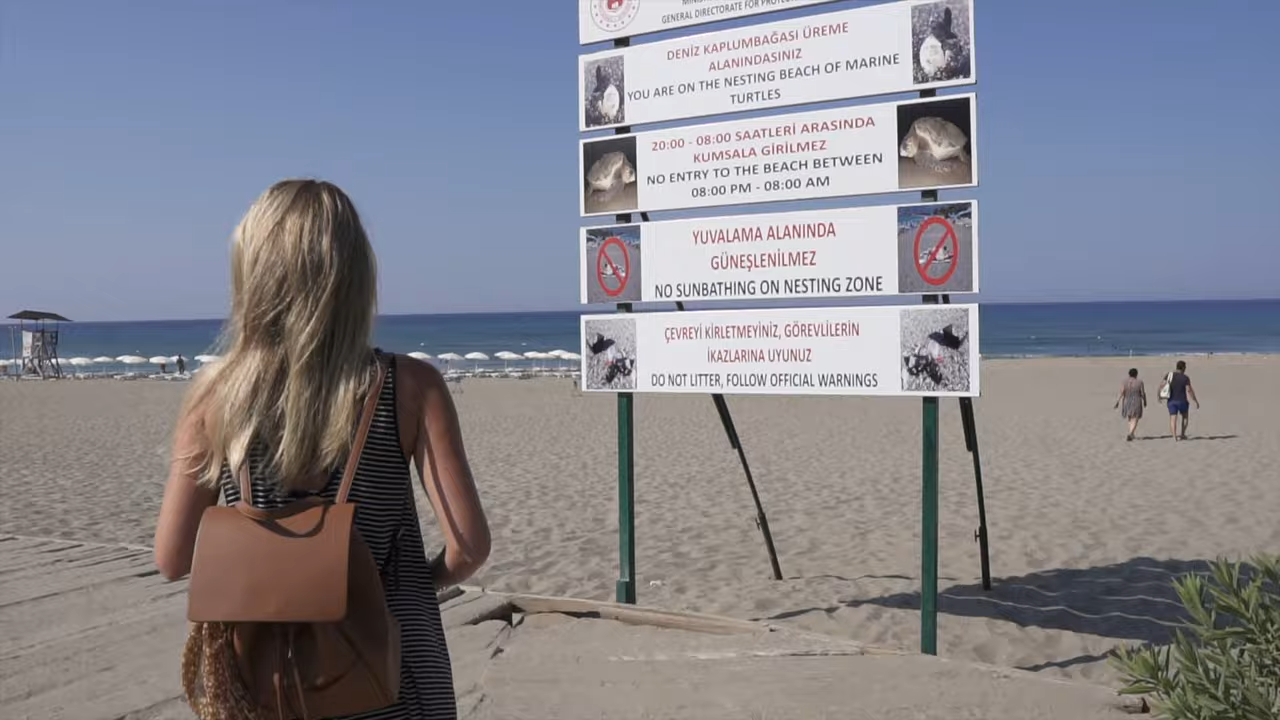 GENERAL DIRECTORATE FOR
DENİZ KAPLUMBAĞASI ÜREME
ALANINDASINIZ
YOU ARE ON THE NESTING BEACH OF MARINE
TURTLES
20:00 - 08:00 SAATLERİ ARASINDA
KUMSALA GİRİLMEZ
NO ENTRY TO THE BEACH BETWEEN
08:00 PM - 08:00 AM
YUVALAMA ALANINDA
GÜNEŞLENİLMEZ
NO SUNBATHING ON NESTING ZONE
ÇEVREYİ KİRLETMEYİNİZ, GÖREVLİLERİN
İKAZLARINA UYUNUZ
DO NOT LITTER, FOLLOW OFFICIAL WARNINGS